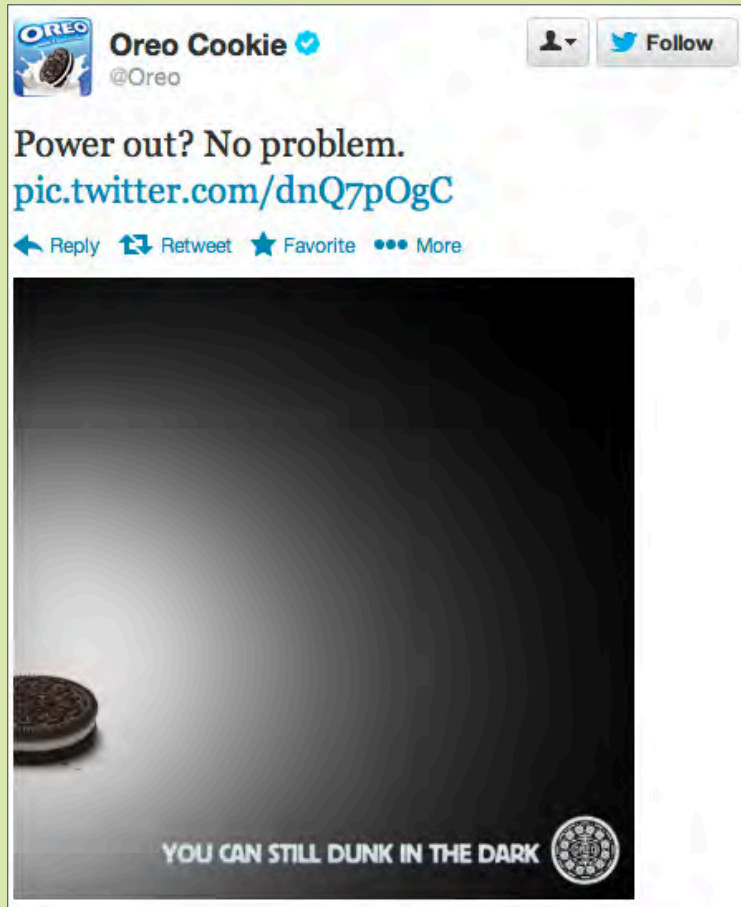 OREO
Oreo Cookie
@Oreo
Follow
Power out? No problem.
pic.twitter.com/dnQ7pOgC
Reply Retweet Favorite More
YOU CAN STILL DUNK IN THE DARK
OREO